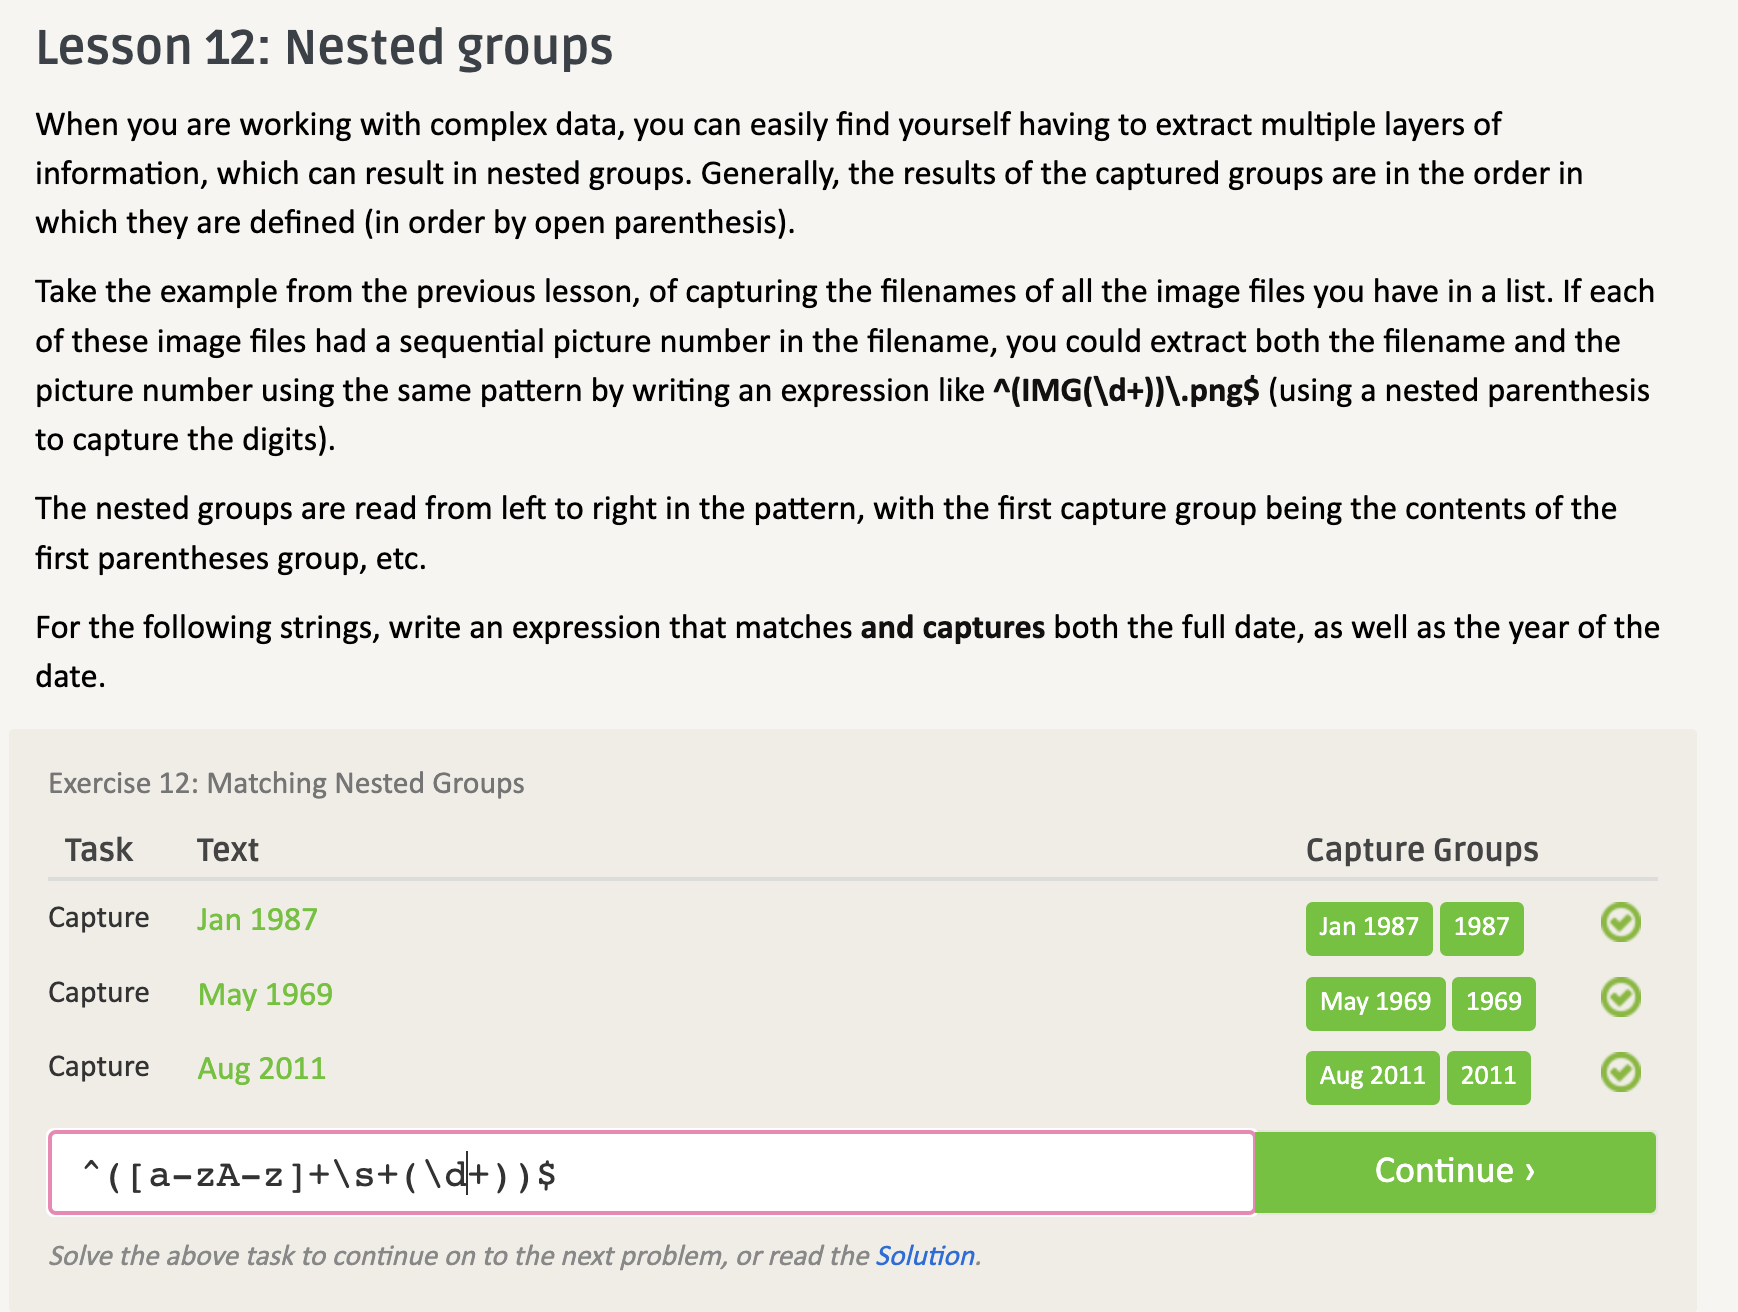 Lesson 12: Nested groups
When you are working with complex data, you can easily find yourself having to extract multiple layers of
information, which can result in nested groups. Generally, the results of the captured groups are in the order in
which they are defined (in order by open parenthesis).
Take the example from the previous lesson, of capturing the filenames of all the image files you have in a list. If each
of these image files had a sequential picture number in the filename, you could extract both the filename and the
picture number using the same pattern by writing an expression like ^(IMG(\d+))\.png$ (using a nested parenthesis
to capture the digits).
The nested groups are read from left to right in the pattern, with the first capture group being the contents of the
first parentheses group, etc.
For the following strings, write an expression that matches and captures both the full date, as well as the year of the
date.
Exercise 12: Matching Nested Groups
Task Text Capture Groups
Capture Jan 1987 Jan 1987 1987
Capture May 1969 May 1969 1969
Capture Aug 2011 Aug 2011 2011
^([a-zA-z]+\s+(\d+))$ Continue ›
Solve the above task to continue on to the next problem, or read the Solution.